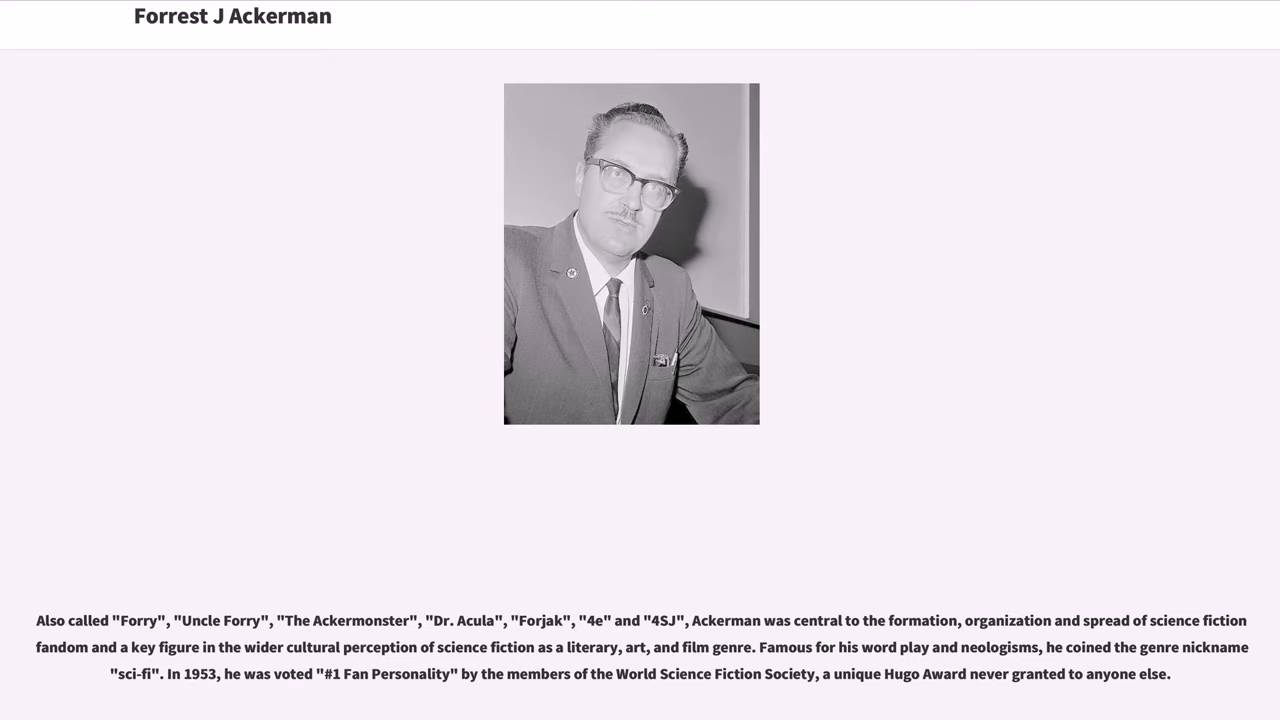 Forrest J Ackerman
Also called "Forry", "Uncle Forry", "The Ackermonster", "Dr. Acula", "Forjak", "4e" and "4SJ", Ackerman was central to the formation, organization and spread of science fiction
fandom and a key figure in the wider cultural perception of science fiction as a literary, art, and film genre. Famous for his word play and neologisms, he coined the genre nickname
"sci-fi". In 1953, he was voted "#1 Fan Personality" by the members of the World Science Fiction Society, a unique Hugo Award never granted to anyone else.